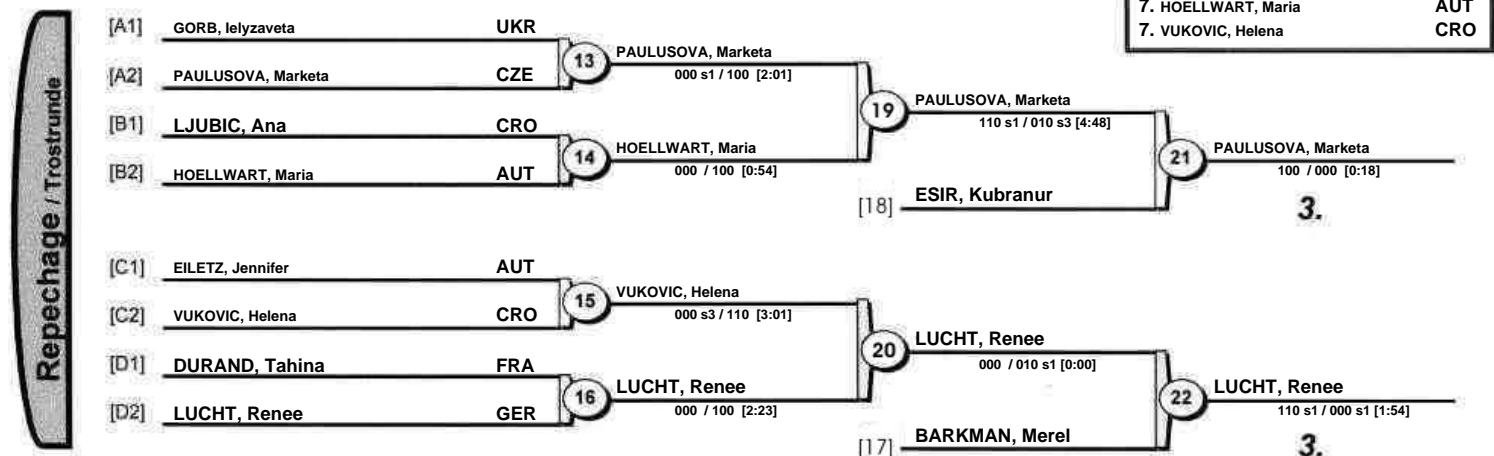 7. HOELLWART, Maria AUT
7. VUKOVIC, Helena CRO
Repechage / Trostrunde
[A1] GORB, Ielyzaveta UKR
13 PAULUSOVA, Marketa
000 s1 / 100 [2:01]
[A2] PAULUSOVA, Marketa CZE
19 PAULUSOVA, Marketa
110 s1 / 010 s3 [4:48]
[B1] LJUBIC, Ana CRO
14 HOELLWART, Maria
000 / 100 [0:54]
[B2] HOELLWART, Maria AUT
21 PAULUSOVA, Marketa
100 / 000 [0:18]
[18] ESIR, Kubranur
3.
[C1] EILETZ, Jennifer AUT
15 VUKOVIC, Helena
000 s3 / 110 [3:01]
[C2] VUKOVIC, Helena CRO
20 LUCHT, Renee
000 / 010 s1 [0:00]
[D1] DURAND, Tahina FRA
16 LUCHT, Renee
000 / 100 [2:23]
[D2] LUCHT, Renee GER
22 LUCHT, Renee
110 s1 / 000 s1 [1:54]
[17] BARKMAN, Merel
3.